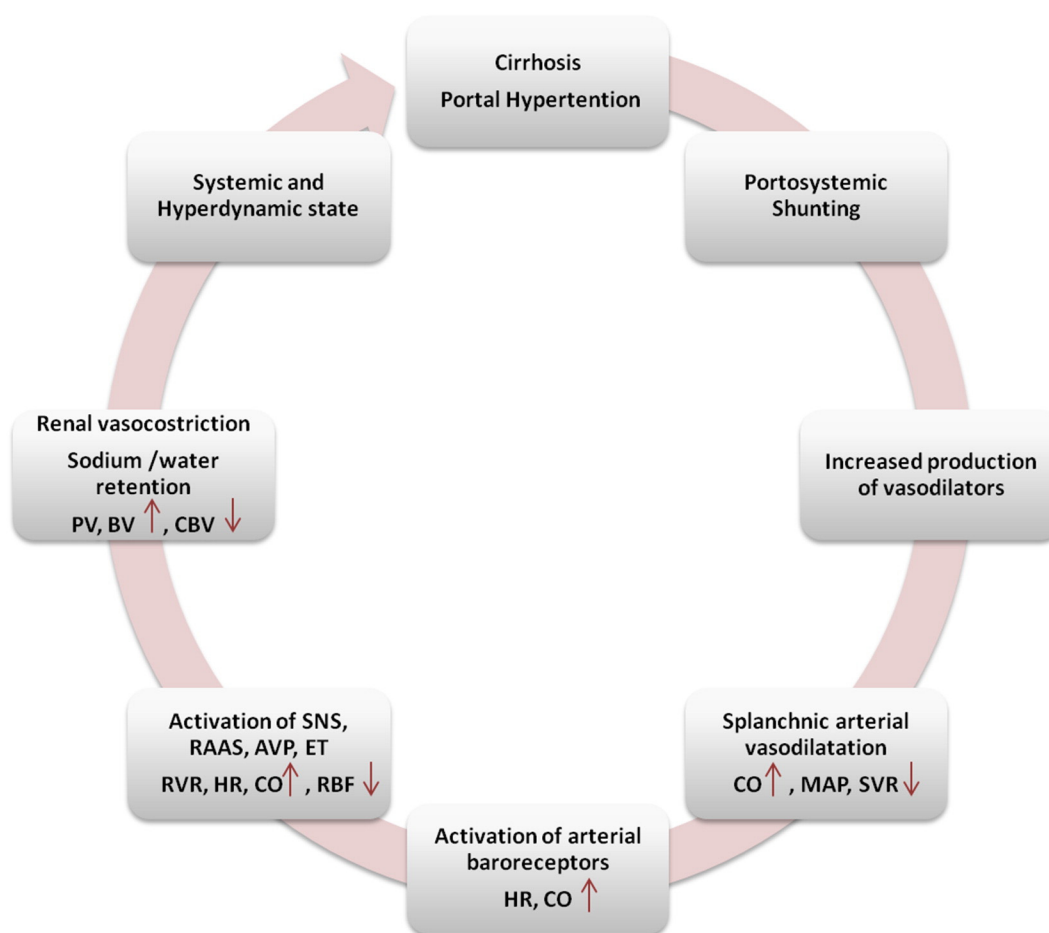 Cirrhosis
Portal Hypertention
Portosystemic
Shunting
Increased production
of vasodilators
Splanchnic arterial
vasodilatation
CO ↑ , MAP, SVR ↓
Activation of arterial
baroreceptors
HR, CO ↑
Activation of SNS,
RAAS, AVP, ET
RVR, HR, CO ↑ , RBF ↓
Renal vasocostriction
Sodium /water
retention
PV, BV ↑ , CBV ↓
Systemic and
Hyperdynamic state